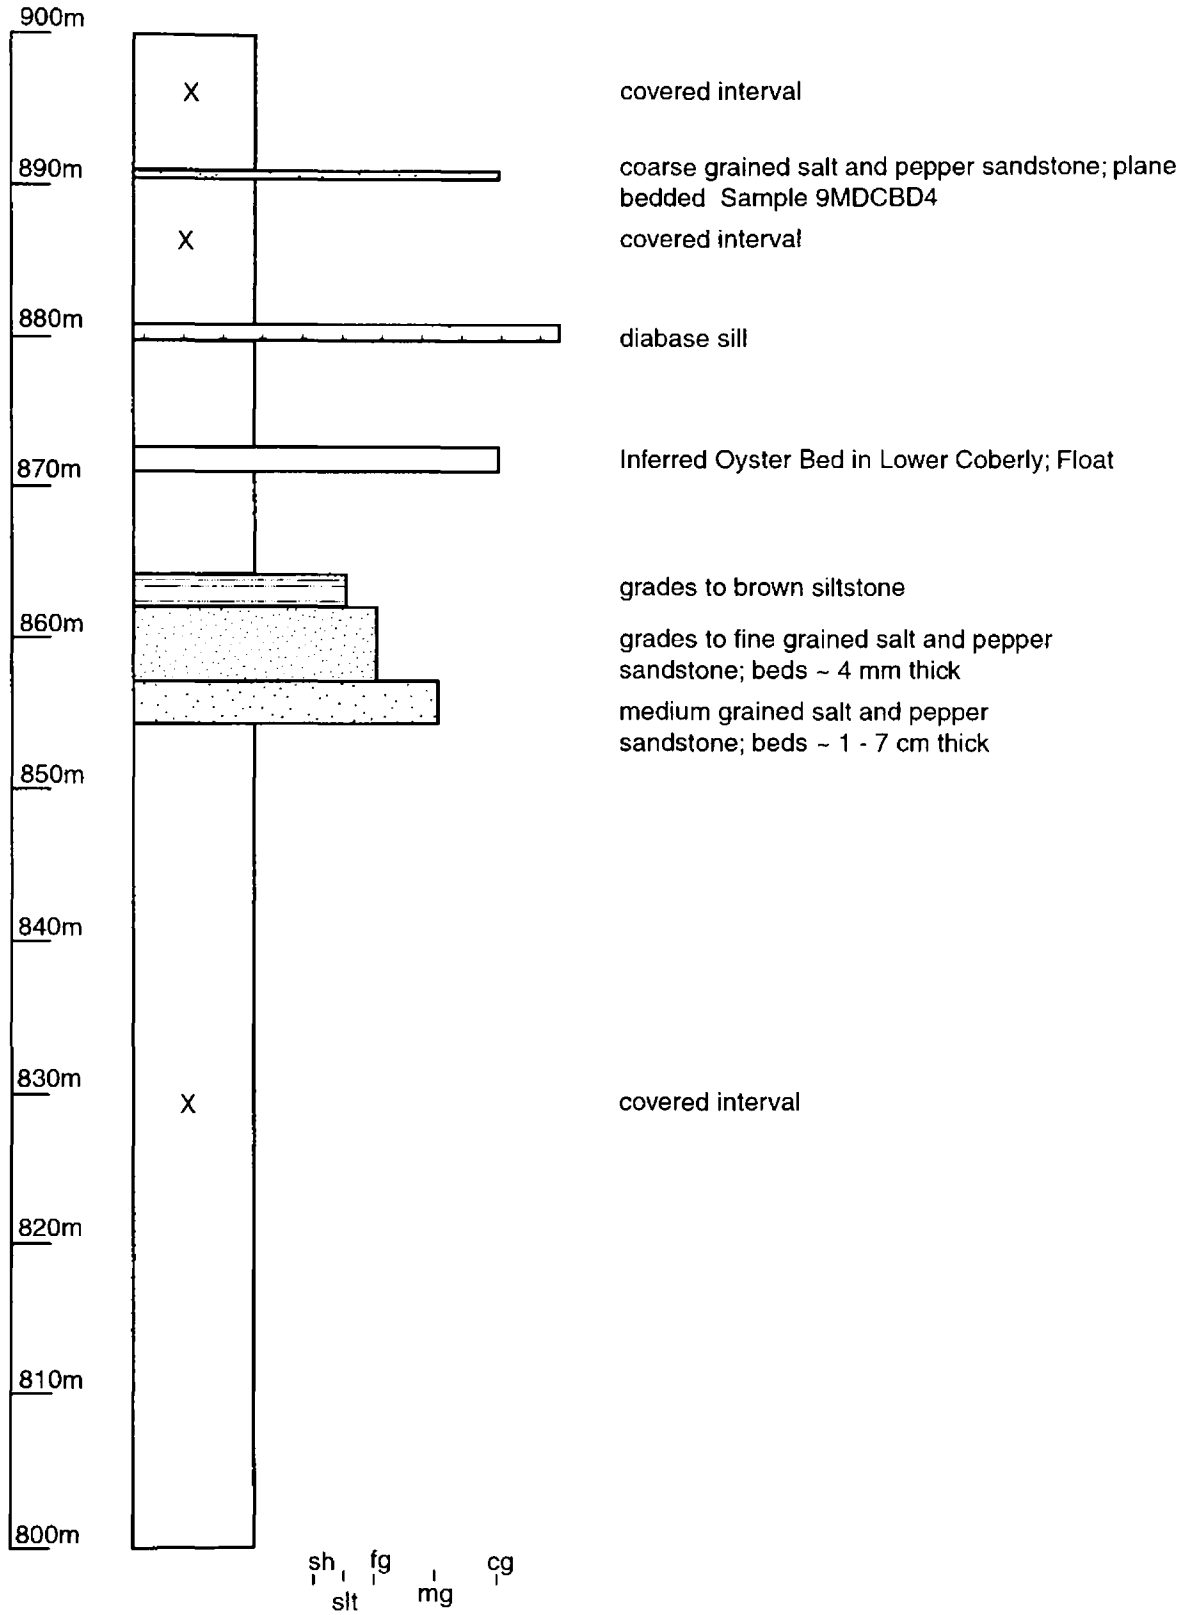 900m
X
covered interval
890m
coarse grained salt and pepper sandstone; plane
bedded Sample 9MDCBD4
X
covered interval
880m
diabase sill
870m
Inferred Oyster Bed in Lower Coberly; Float
grades to brown siltstone
860m
grades to fine grained salt and pepper
sandstone; beds ~ 4 mm thick
medium grained salt and pepper
sandstone; beds ~ 1 - 7 cm thick
850m
840m
830m
X
covered interval
820m
810m
800m
sh fg cg
slt mg